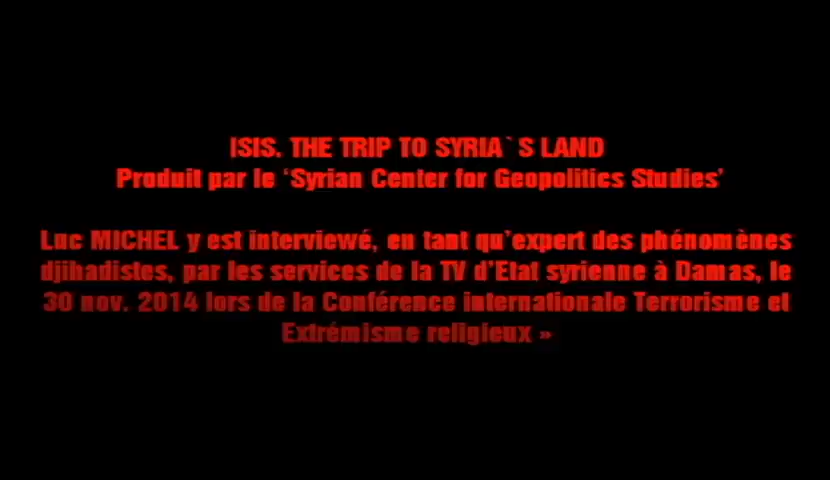 ISIS. THE TRIP TO SYRIA`S LAND
Produit par le ‘Syrian Center for Geopolitics Studies’
Luc MICHEL y est interviewé, en tant qu’expert des phénomènes
djihadistes, par les services de la TV d’Etat syrienne à Damas, le
30 nov. 2014 lors de la Conférence internationale Terrorisme et
Extrémisme religieux »